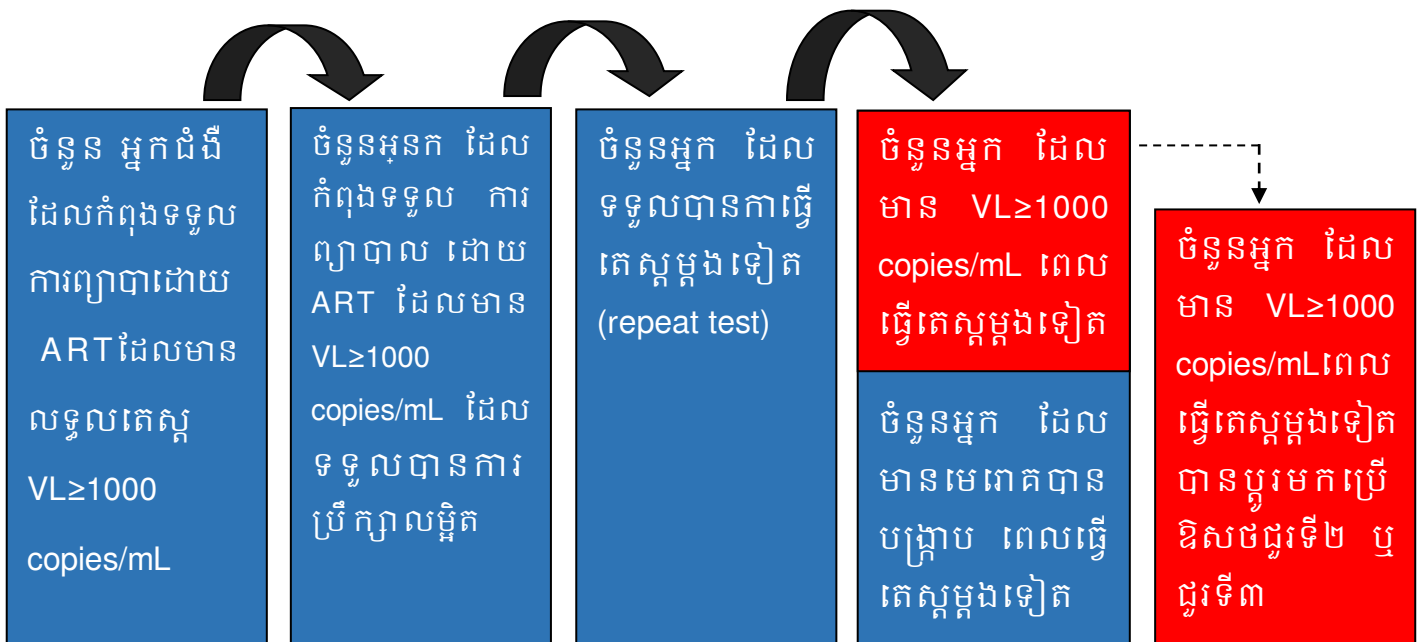 ចំនួន អ្នកជំងឺ
ដែលកំពុងទទួល
ការព្យាបាដោយ
ARTដែលមាន
លទ្ធលតេស្ត
VL≥1000
copies/mL
ចំនួនអ្នក ដែល
កំពុងទទួល ការ
ព្យាបាល ដោយ
ART ដែលមាន
VL≥1000
copies/mL ដែល
ទទួលបានការ
ប្រឹក្សាលម្អិត
ចំនួនអ្នក ដែល
ទទួលបានកាធ្វើ
តេស្តម្តងទៀត
(repeat test)
ចំនួនអ្នក ដែល
មាន VL≥1000
copies/mL ពេល
ធ្វើតេស្តម្តងទៀត
ចំនួនអ្នក ដែល
មានមេរោគបាន
បង្ក្រាប ពេលធ្វើ
តេស្តម្តងទៀត
ចំនួនអ្នក ដែល
មាន VL≥1000
copies/mLពេល
ធ្វើតេស្តម្តងទៀត
បានប្តូរមកប្រើ
ឱសថជួរទី២ ឬ
ជួរទី៣